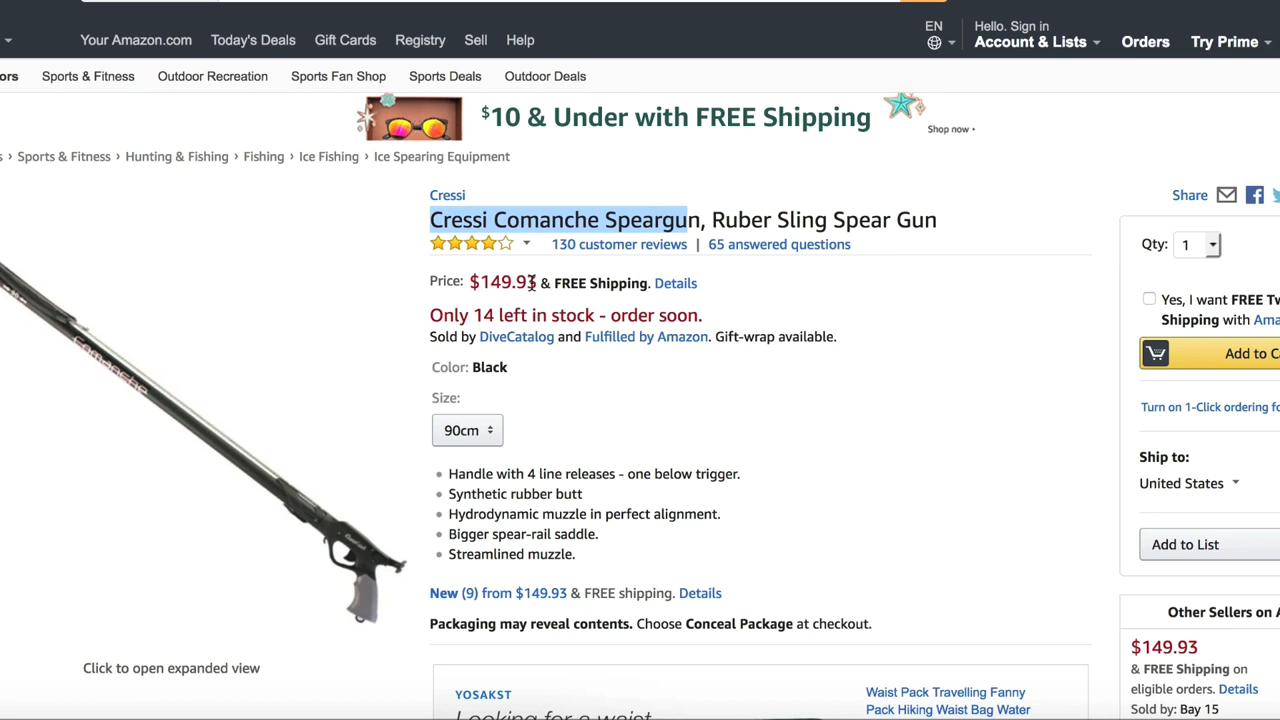 EN
Hello. Sign in
Your Amazon.com Today's Deals Gift Cards Registry Sell Help
Account & Lists Orders Try Prime
ors Sports & Fitness Outdoor Recreation Sports Fan Shop Sports Deals Outdoor Deals
$10 & Under with FREE Shipping
Shop now
s › Sports & Fitness › Hunting & Fishing › Fishing › Ice Fishing › Ice Spearing Equipment
Cressi
Cressi Comanche Speargun, Ruber Sling Spear Gun
130 customer reviews | 65 answered questions
Price: $149.93 & FREE Shipping. Details
Only 14 left in stock - order soon.
Sold by DiveCatalog and Fulfilled by Amazon. Gift-wrap available.
Color: Black
Size:
90cm
• Handle with 4 line releases - one below trigger.
• Synthetic rubber butt
• Hydrodynamic muzzle in perfect alignment.
• Bigger spear-rail saddle.
• Streamlined muzzle.
New (9) from $149.93 & FREE shipping. Details
Packaging may reveal contents. Choose Conceal Package at checkout.
Comanche
Click to open expanded view
YOSAKST
Looking for a waist
Waist Pack Travelling Fanny
Pack Hiking Waist Bag Water
Share
Qty: 1
Yes, I want FREE Tw
Shipping with Ama
Add to C
Turn on 1-Click ordering fo
Ship to:
United States
Add to List
Other Sellers on A
$149.93
& FREE Shipping on
eligible orders. Details
Sold by: Bay 15